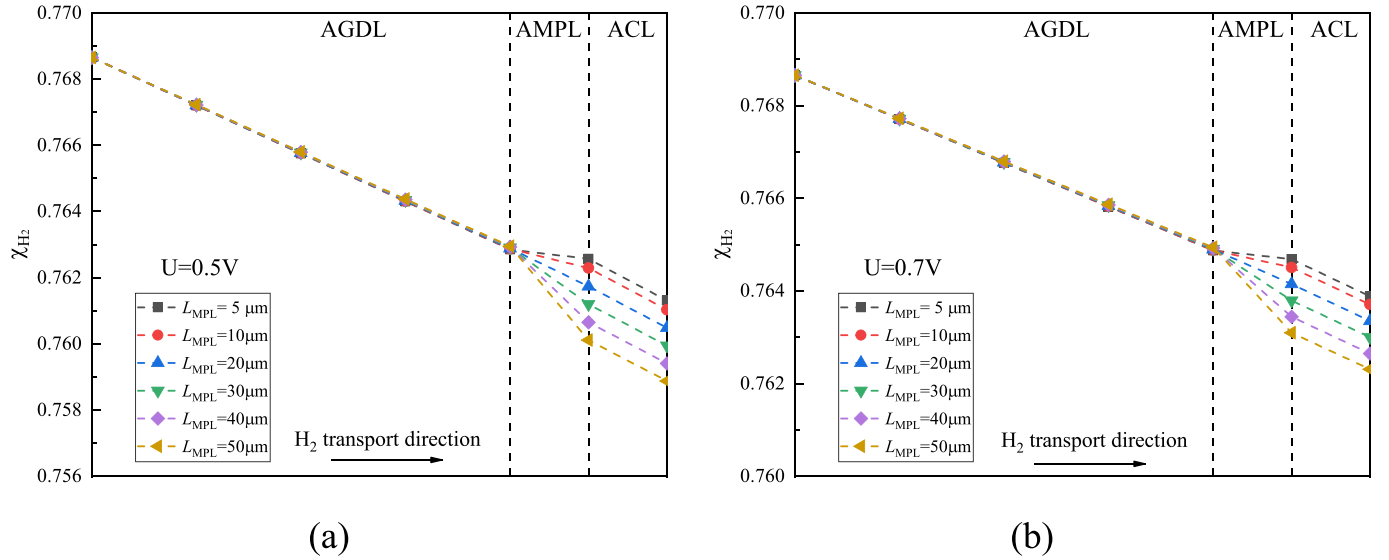 0.770
0.768
0.766
0.764
0.762
0.760
0.758
0.756
χH₂
AGDL
AMPL
ACL
U=0.5V
LMPL= 5 μm
LMPL=10μm
LMPL=20μm
LMPL=30μm
LMPL=40μm
LMPL=50μm
H₂ transport direction
(a)
0.770
0.768
0.766
0.764
0.762
0.760
χH₂
AGDL
AMPL
ACL
U=0.7V
LMPL= 5 μm
LMPL=10μm
LMPL=20μm
LMPL=30μm
LMPL=40μm
LMPL=50μm
H₂ transport direction
(b)